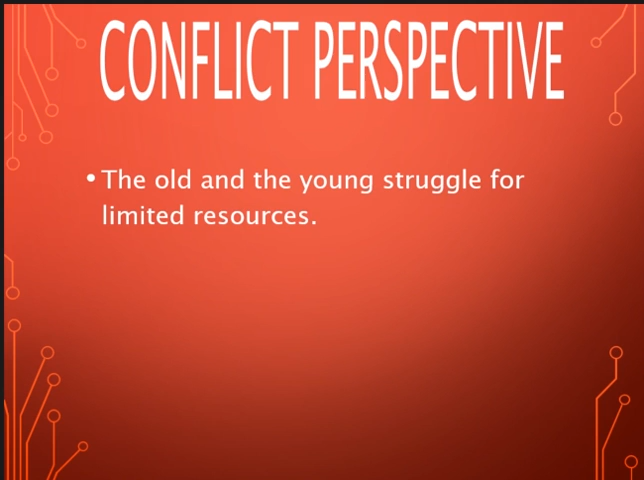 CONFLICT PERSPECTIVE
• The old and the young struggle for
limited resources.